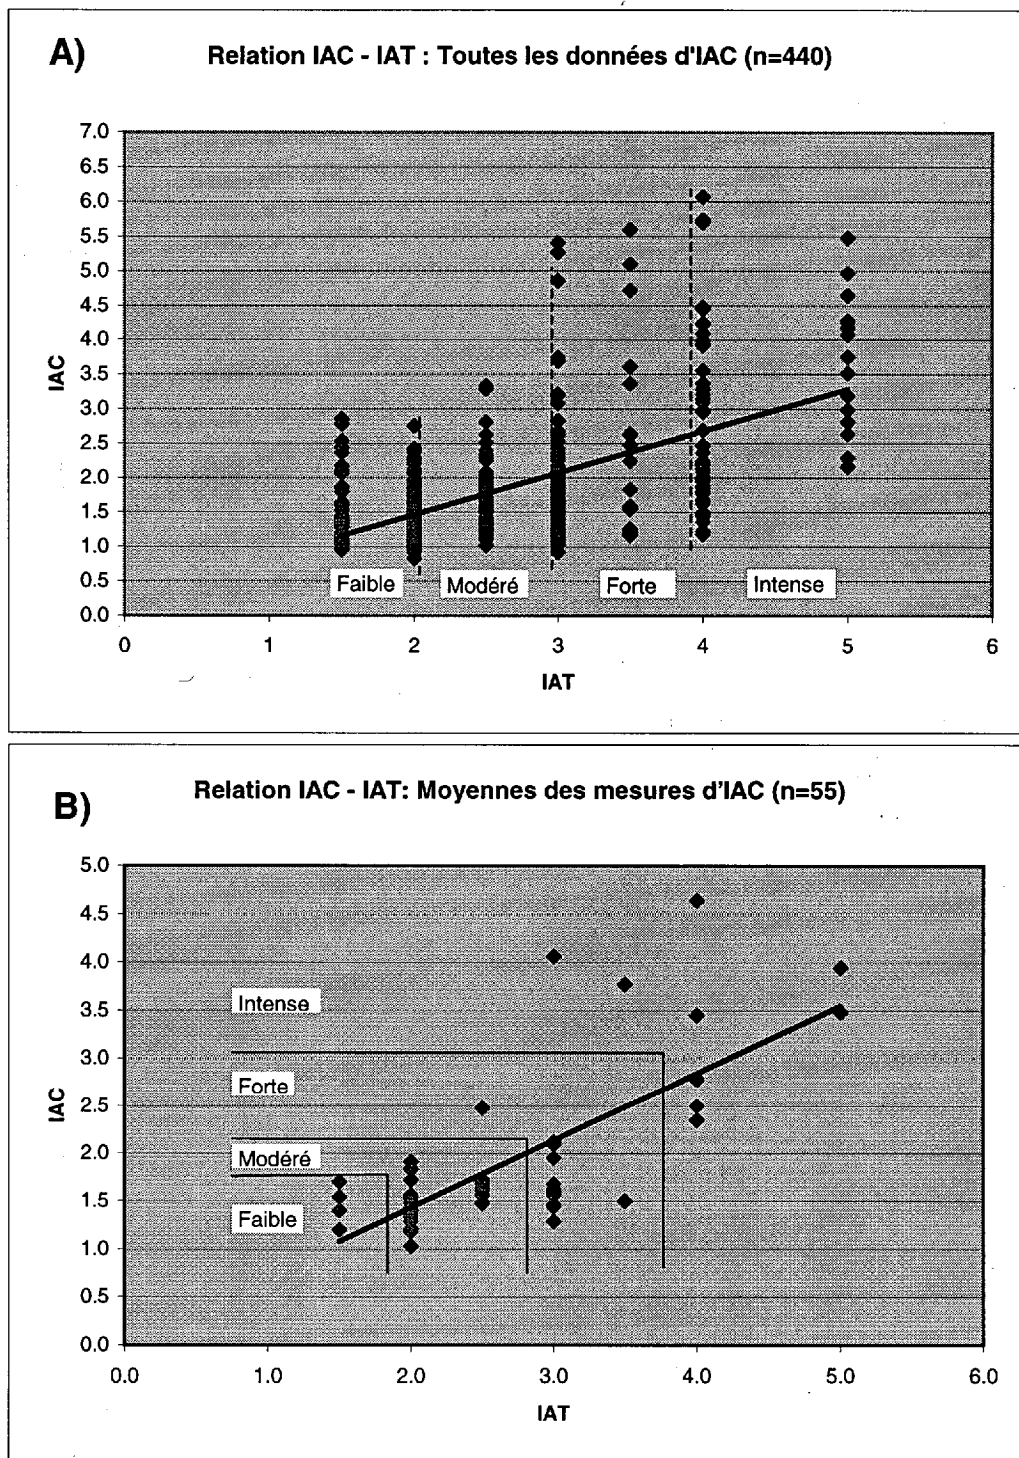 A)
Relation IAC - IAT : Toutes les données d'IAC (n=440)
7.0
6.5
6.0
5.5
5.0
4.5
4.0
3.5
3.0
2.5
2.0
1.5
1.0
0.5
0.0
IAC
Faible
Modéré
Forte
Intense
0 1 2 3 4 5 6
IAT
B)
Relation IAC - IAT: Moyennes des mesures d'IAC (n=55)
5.0
4.5
4.0
3.5
3.0
2.5
2.0
1.5
1.0
0.5
0.0
IAC
Intense
Forte
Modéré
Faible
0.0 1.0 2.0 3.0 4.0 5.0 6.0
IAT